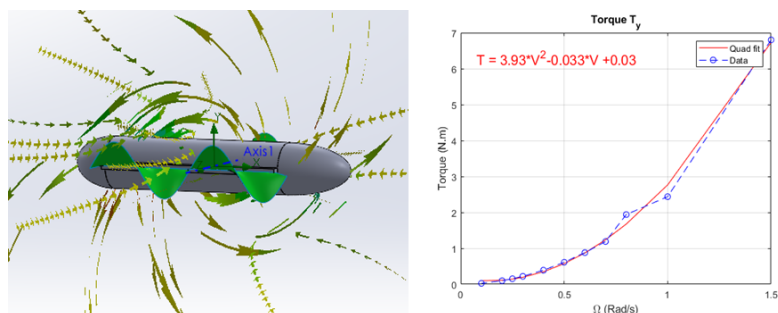 Axis1
Torque T_y
T = 3.93*V^2-0.033*V +0.03
Quad fit
Data
7
6
5
4
3
2
1
0
Torque (N.m)
0
0.5
1
1.5
Ω (Rad/s)